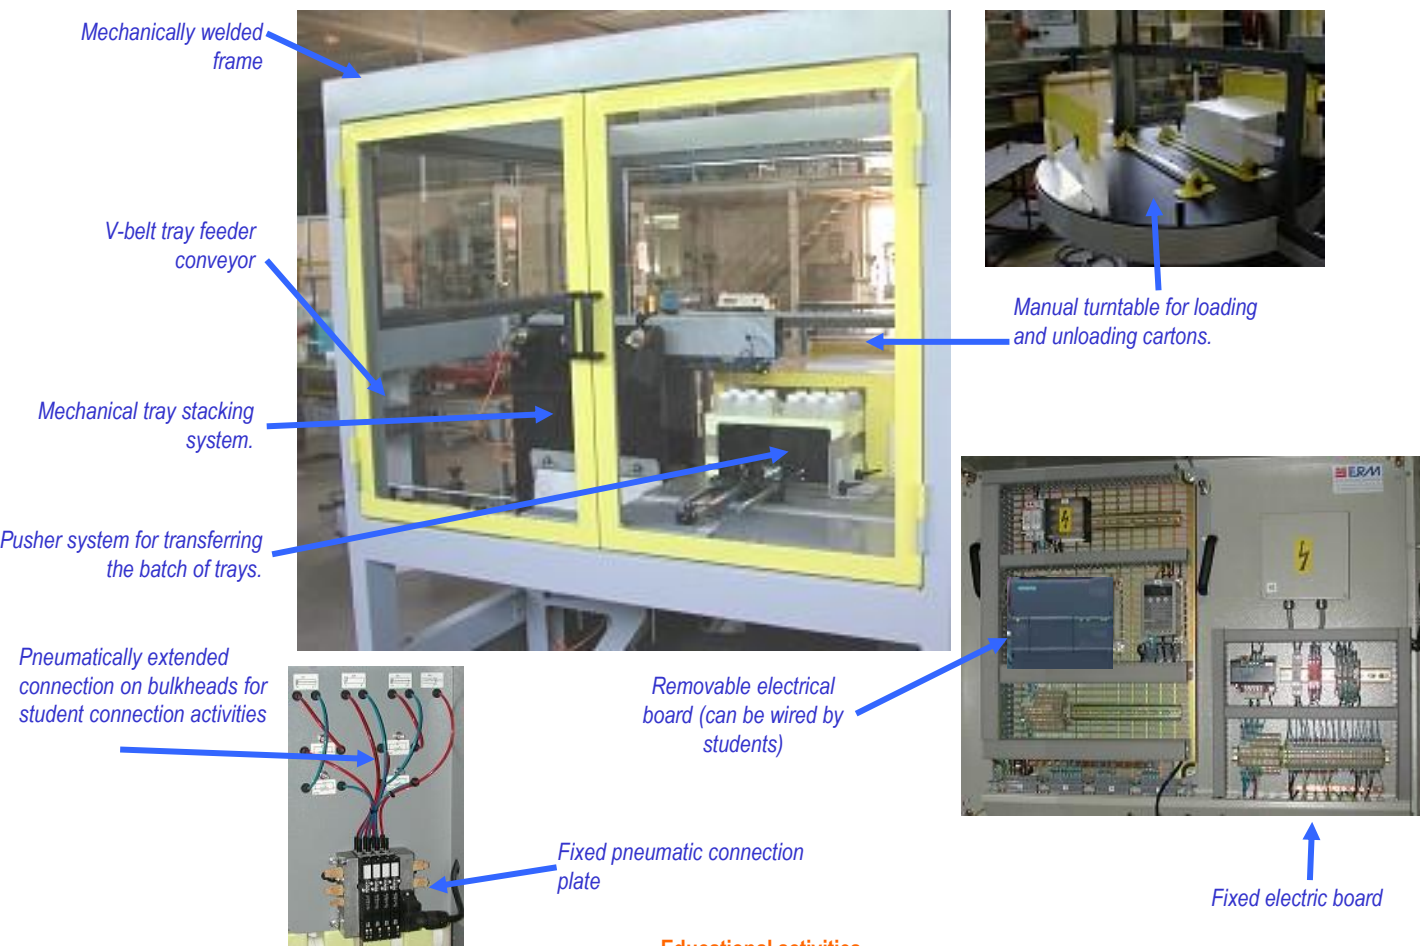 Mechanically welded
frame
V-belt tray feeder
conveyor
Mechanical tray stacking
system.
Pusher system for transferring
the batch of trays.
Pneumatically extended
connection on bulkheads for
student connection activities
Manual turntable for loading
and unloading cartons.
ERM
Removable electrical
board (can be wired by
students)
Fixed pneumatic connection
plate
Fixed electric board
Educational activities